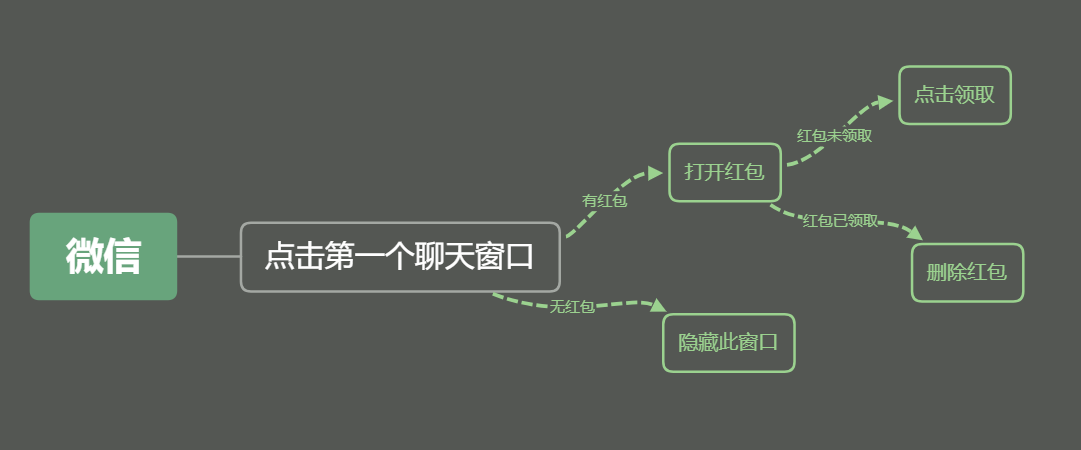 微信
点击第一个聊天窗口
有红包
无红包
打开红包
隐藏此窗口
红包未领取
红包已领取
点击领取
删除红包